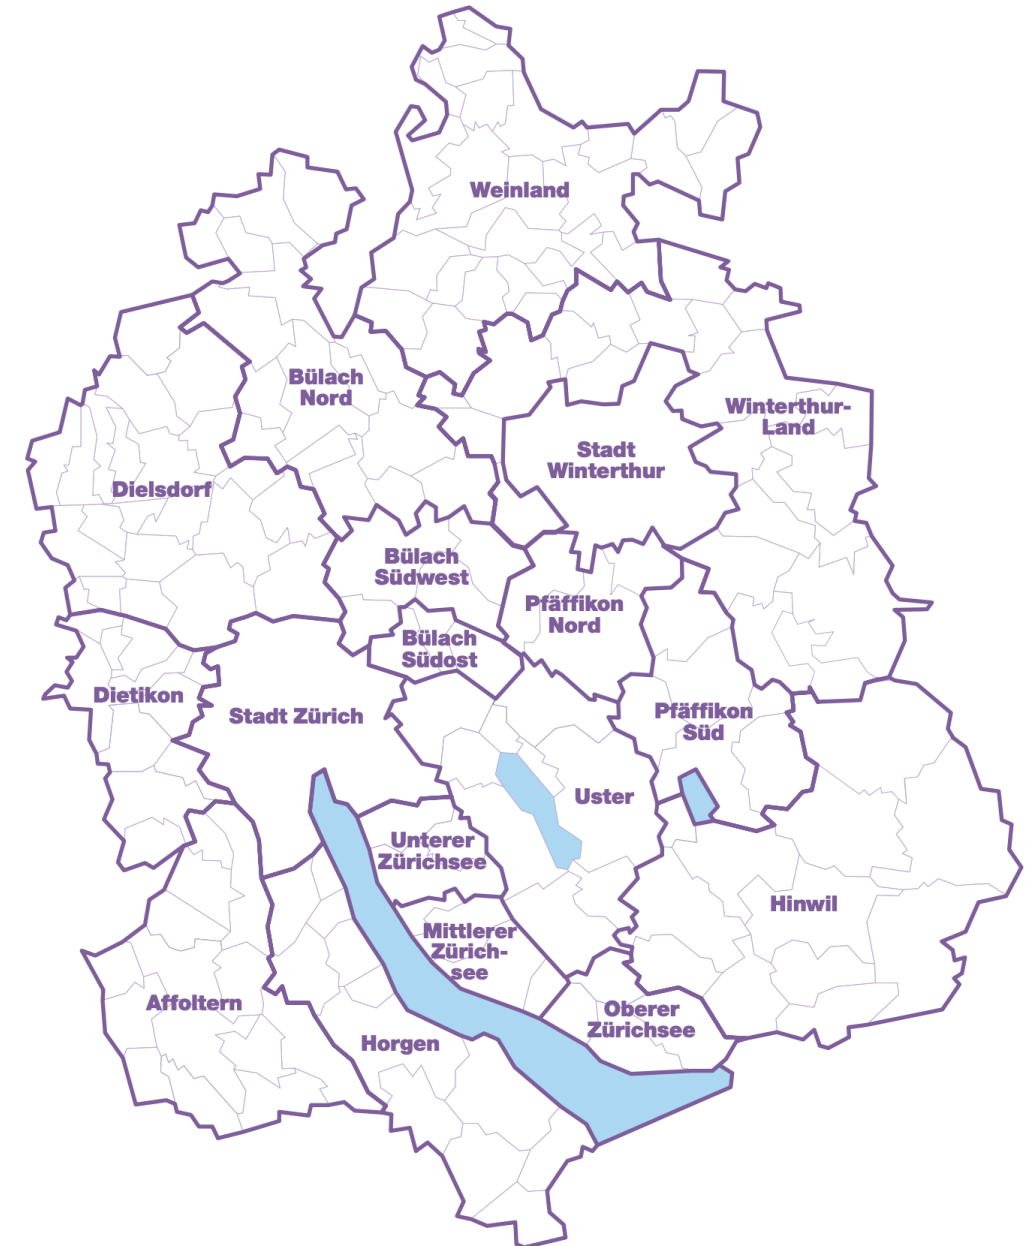 Weinland
Bülach
Nord
Winterthur-
Land
Stadt
Winterthur
Dielsdorf
Bülach
Südwest
Pfäffikon
Nord
Bülach
Südost
Dietikon
Stadt Zürich
Pfäffikon
Süd
Uster
Unterer
Zürichsee
Hinwil
Mittlerer
Zürich-
see
Affoltern
Oberer
Zürichsee
Horgen